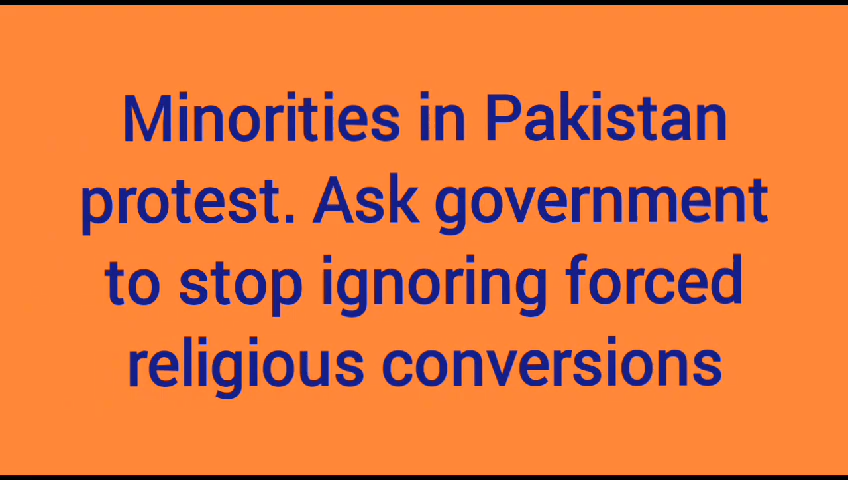 Minorities in Pakistan
protest. Ask government
to stop ignoring forced
religious conversions